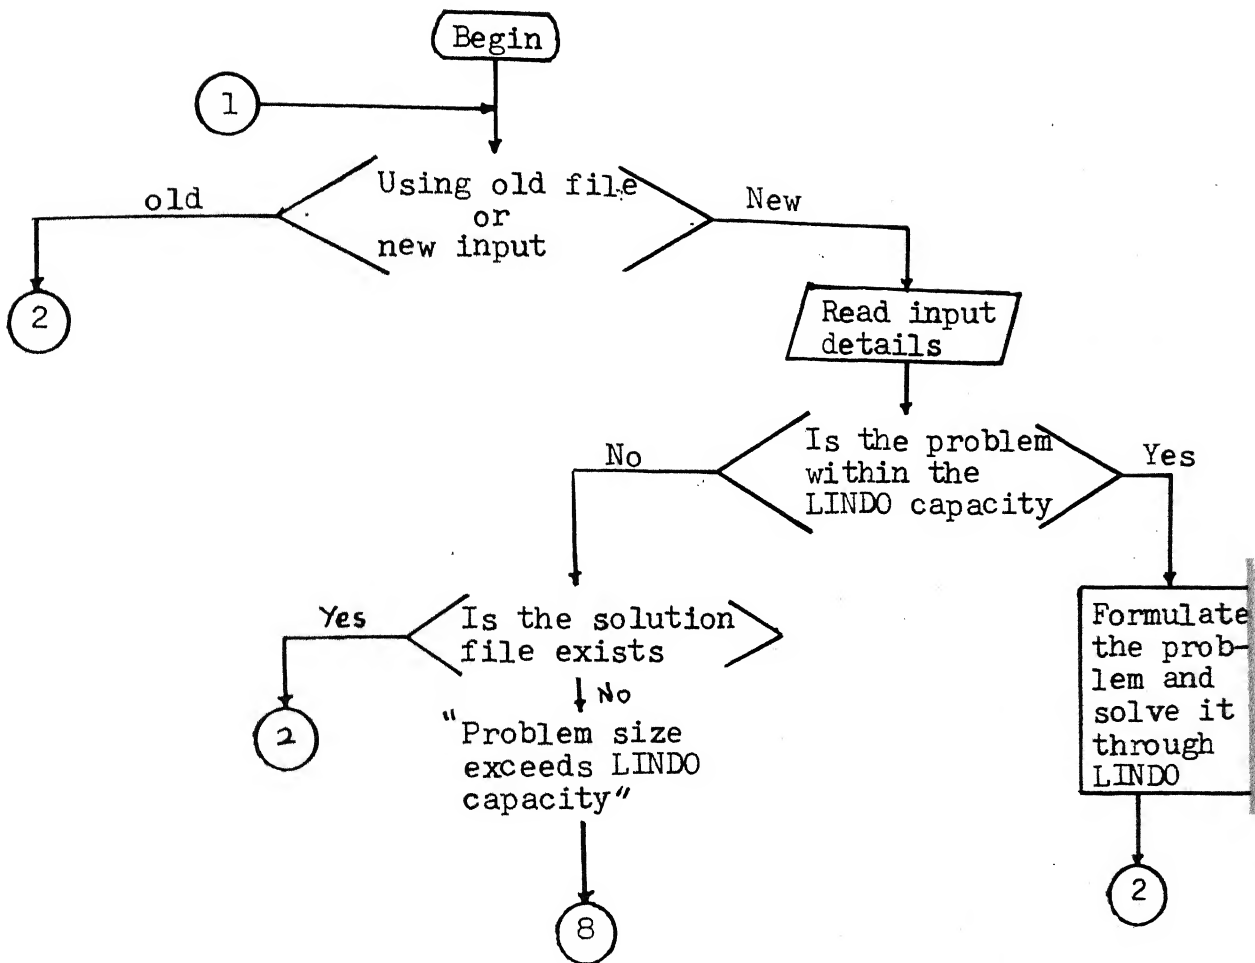 Begin
1
Using old file
or
new input
old
New
2
Read input
details
Is the problem
within the
LINDO capacity
No
Yes
Is the solution
file exists
Yes
No
2
"Problem size
exceeds LINDO
capacity"
8
Formulate
the prob-
lem and
solve it
through
LINDO
2